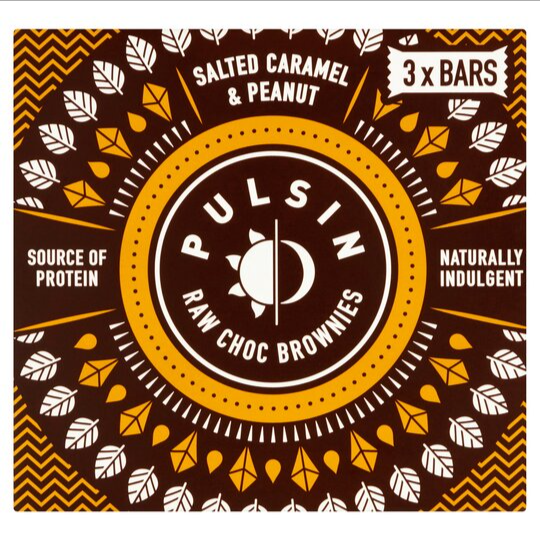 SALTED CARAMEL
& PEANUT
3 x BARS
PULSIN
SOURCE OF
PROTEIN
NATURALLY
INDULGENT
RAW CHOC BROWNIES